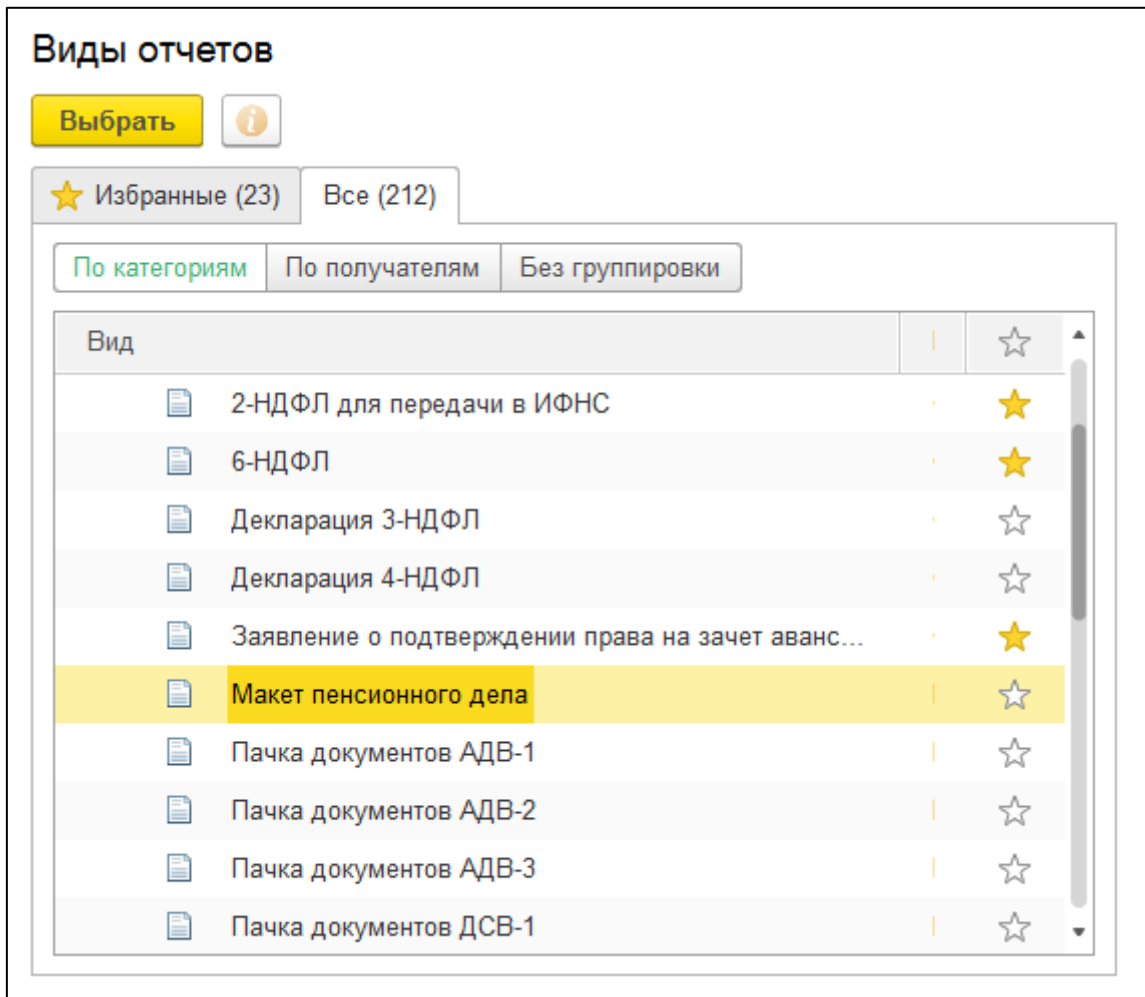 Виды отчетов
Выбрать
Избранные (23) Все (212)
По категориям По получателям Без группировки
Вид
2-НДФЛ для передачи в ИФНС
6-НДФЛ
Декларация 3-НДФЛ
Декларация 4-НДФЛ
Заявление о подтверждении права на зачет аванс...
Макет пенсионного дела
Пачка документов АДВ-1
Пачка документов АДВ-2
Пачка документов АДВ-3
Пачка документов ДСВ-1